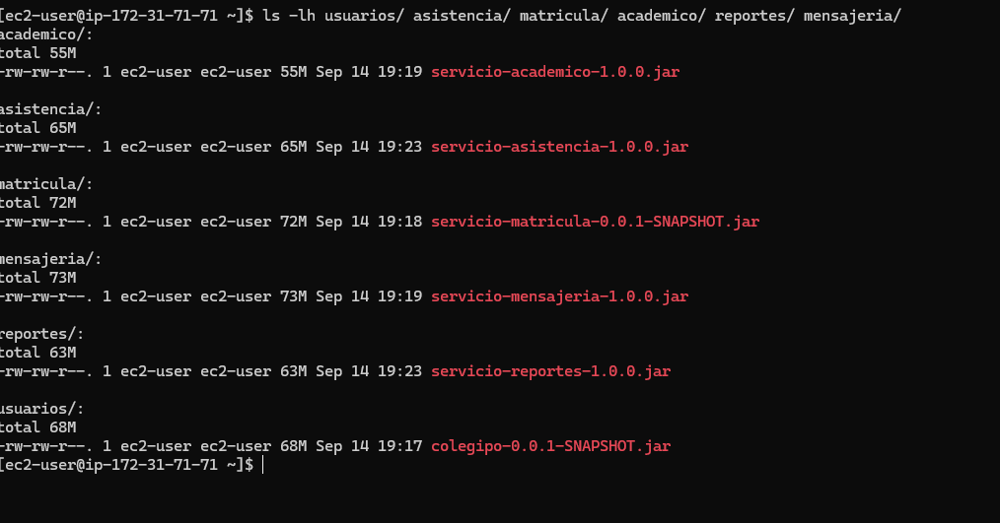 [ec2-user@ip-172-31-71-71 ~]$ ls -lh usuarios/ asistencia/ matricula/ academico/ reportes/ mensajeria/
academico/:
total 55M
-rw-rw-r--. 1 ec2-user ec2-user 55M Sep 14 19:19 servicio-academico-1.0.0.jar

asistencia/:
total 65M
-rw-rw-r--. 1 ec2-user ec2-user 65M Sep 14 19:23 servicio-asistencia-1.0.0.jar

matricula/:
total 72M
-rw-rw-r--. 1 ec2-user ec2-user 72M Sep 14 19:18 servicio-matricula-0.0.1-SNAPSHOT.jar

mensajeria/:
total 73M
-rw-rw-r--. 1 ec2-user ec2-user 73M Sep 14 19:19 servicio-mensajeria-1.0.0.jar

reportes/:
total 63M
-rw-rw-r--. 1 ec2-user ec2-user 63M Sep 14 19:23 servicio-reportes-1.0.0.jar

usuarios/:
total 68M
-rw-rw-r--. 1 ec2-user ec2-user 68M Sep 14 19:17 colegipo-0.0.1-SNAPSHOT.jar
[ec2-user@ip-172-31-71-71 ~]$